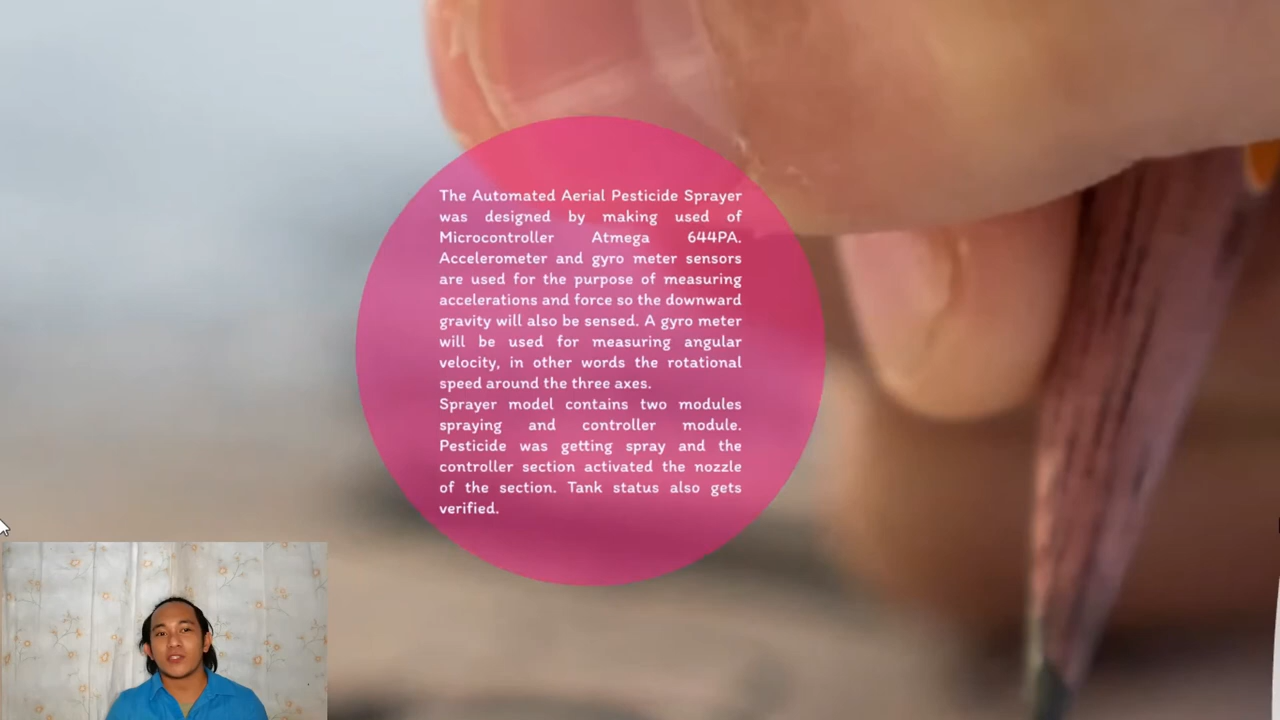 The Automated Aerial Pesticide Sprayer
was designed by making used of
Microcontroller Atmega 644PA.
Accelerometer and gyro meter sensors
are used for the purpose of measuring
accelerations and force so the downward
gravity will also be sensed. A gyro meter
will be used for measuring angular
velocity, in other words the rotational
speed around the three axes.
Sprayer model contains two modules
spraying and controller module.
Pesticide was getting spray and the
controller section activated the nozzle
of the section. Tank status also gets
verified.